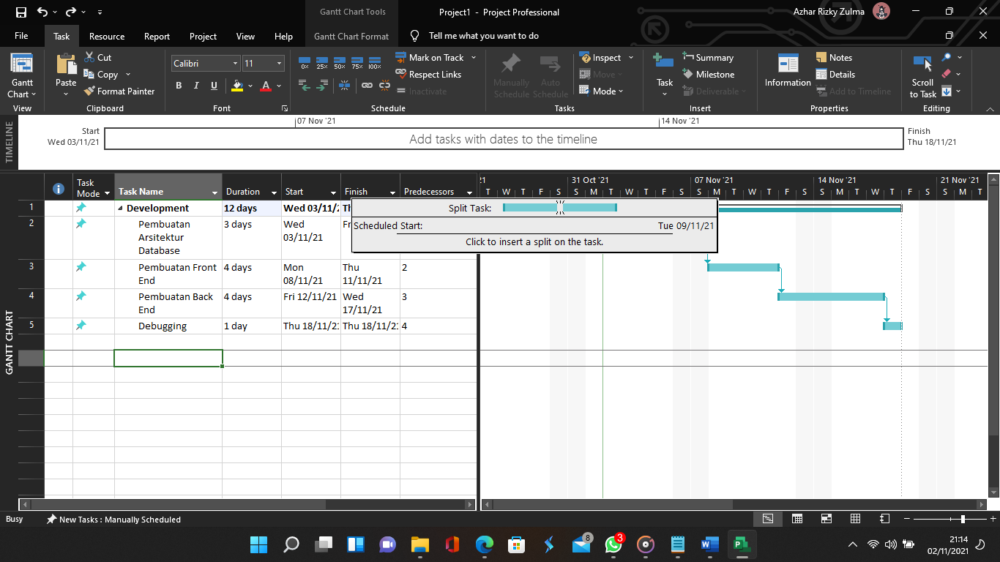 Gantt Chart Tools
Project1 - Project Professional
Azhar Rizky Zulma
File Task Resource Report Project View Help Gantt Chart Format Tell me what you want to do
Gantt
Chart
View
Paste
Cut
Copy
Format Painter
Clipboard
Calibri 11
B I U A
Font
0% 25% 50% 75% 100%
Mark on Track
Respect Links
Inactivate
Schedule
Manually
Schedule
Auto
Schedule
Inspect
Move
Mode
Tasks
Task
Summary
Milestone
Deliverable
Insert
Information
Notes
Details
Add to Timeline
Properties
Scroll
to Task
Editing
TIMELINE
Start
Wed 03/11/21
07 Nov '21
14 Nov '21
Add tasks with dates to the timeline
Finish
Thu 18/11/21
GANTT CHART
Task
Mode
Task Name Duration Start Finish Predecessors
'21 31 Oct '21 07 Nov '21 14 Nov '21 21 Nov '21
T W T F S S M T W T F S S M T W T F S S M T W T F S S M T
1 Development 12 days Wed 03/11/2
2 Pembuatan
Arsitektur
Database
3 days
Wed
03/11/21
Fr
3 Pembuatan Front
End
4 days
Mon
08/11/21
Thu
11/11/21
2
4 Pembuatan Back
End
4 days
Fri 12/11/21
Wed
17/11/21
3
5 Debugging 1 day Thu 18/11/21 Thu 18/11/21 4
Split Task:
Scheduled Start: Tue 09/11/21
Click to insert a split on the task.
Busy New Tasks : Manually Scheduled
8
3
21:14
02/11/2021